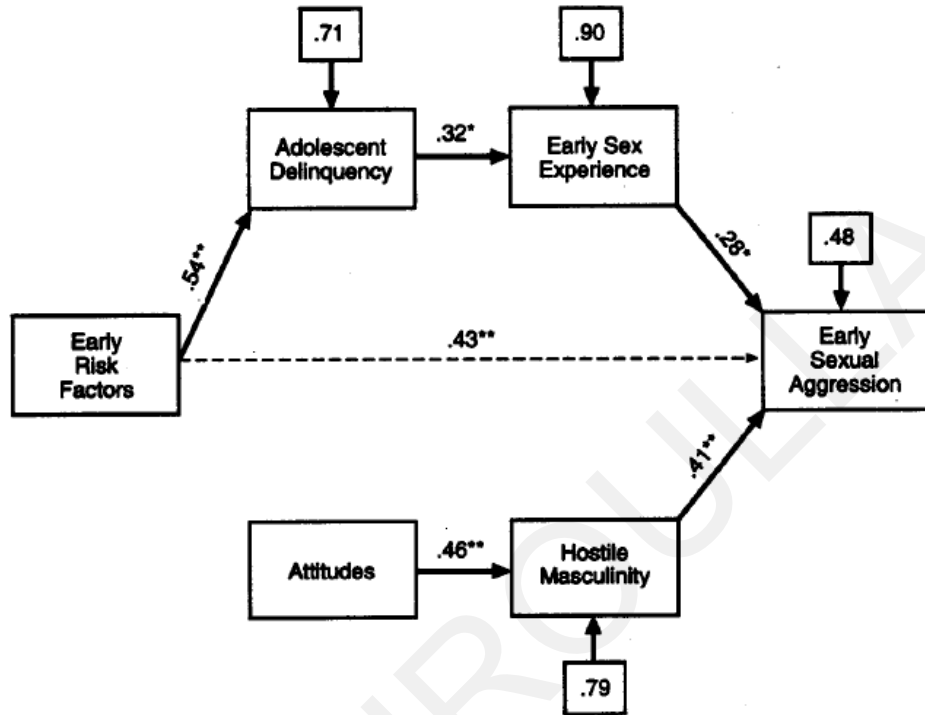 .71
.90
Adolescent
Delinquency
.32*
Early Sex
Experience
.54**
.28*
.48
Early
Risk
Factors
.43**
Early
Sexual
Aggression
.41**
Attitudes
.46**
Hostile
Masculinity
.79